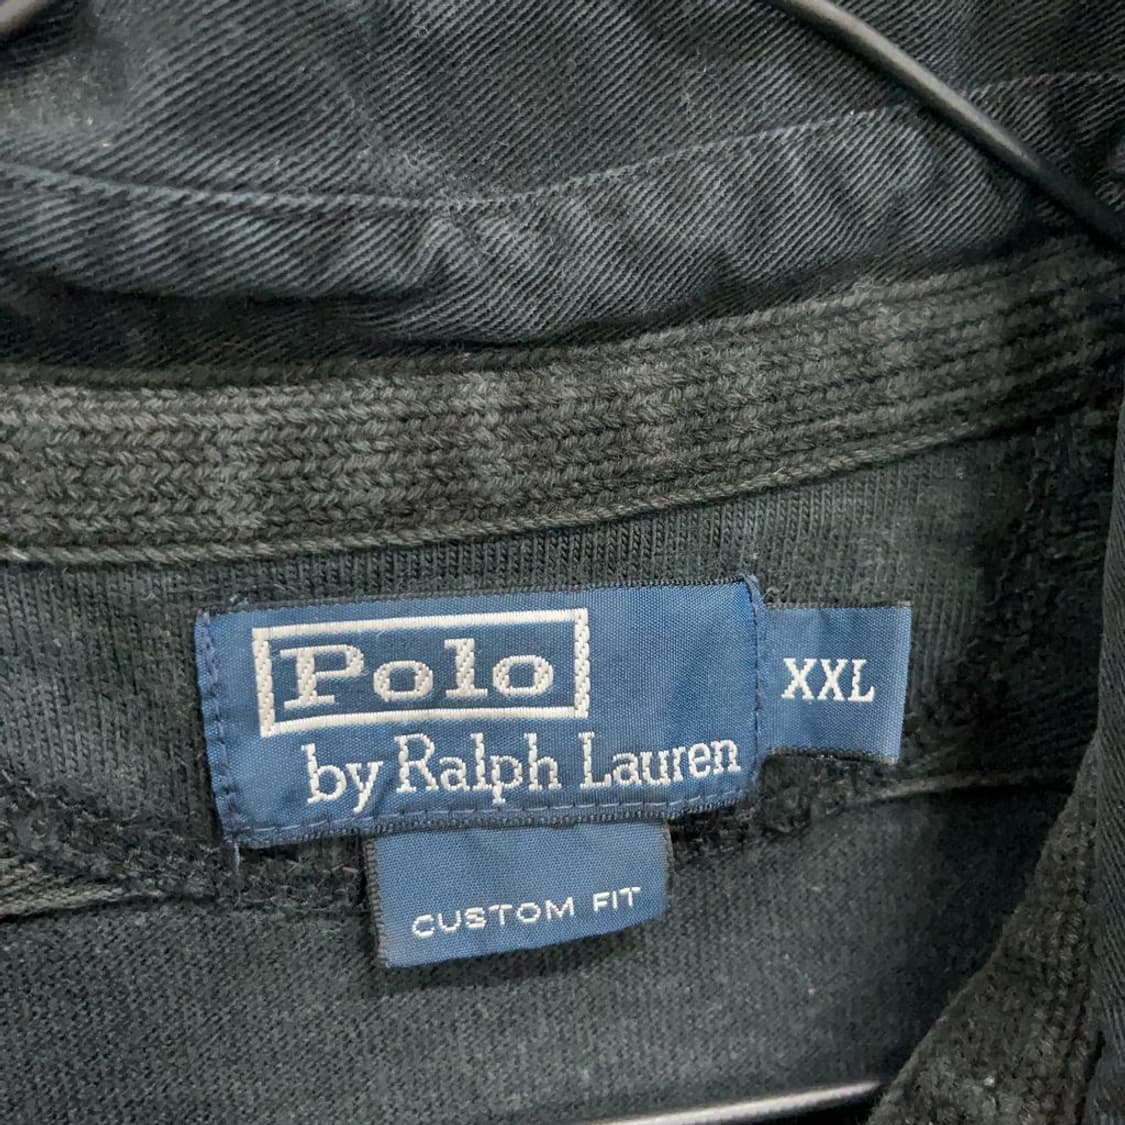 Polo
by Ralph Lauren
XXL
CUSTOM FIT